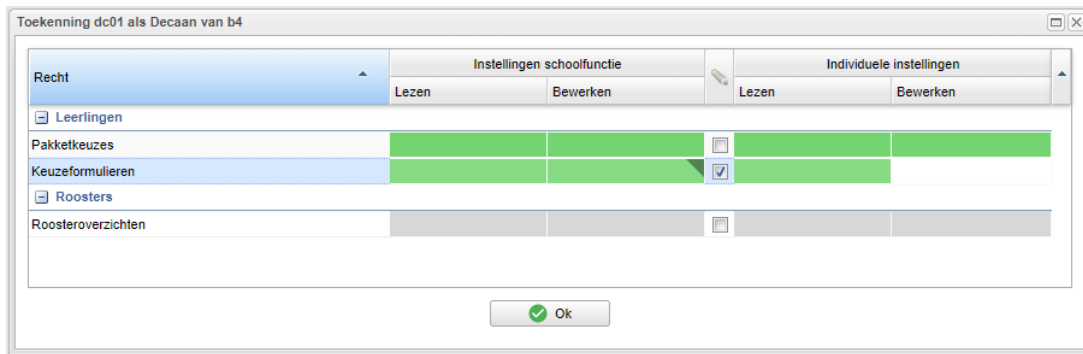 Toekenning dc01 als Decaan van b4
Recht
Instellingen schoolfunctie
Individuele instellingen
Lezen Bewerken Lezen Bewerken
Leerlingen
Pakketkeuzes
Keuzeformulieren
Roosters
Roosteroverzichten
Ok